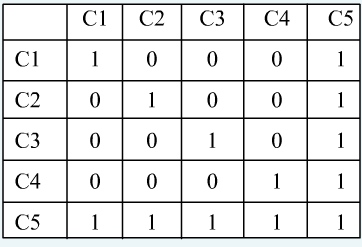 C1 C2 C3 C4 C5
C1 1 0 0 0 1
C2 0 1 0 0 1
C3 0 0 1 0 1
C4 0 0 0 1 1
C5 1 1 1 1 1